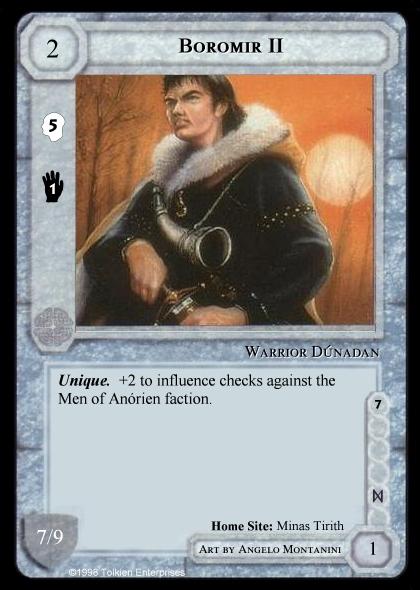 2
Boromir II
5
1
Warrior Dúnadan
Unique. +2 to influence checks against the
Men of Anórien faction.
7
ᛞ
7/9
Home Site: Minas Tirith
Art by Angelo Montanini
1
©1998 Tolkien Enterprises